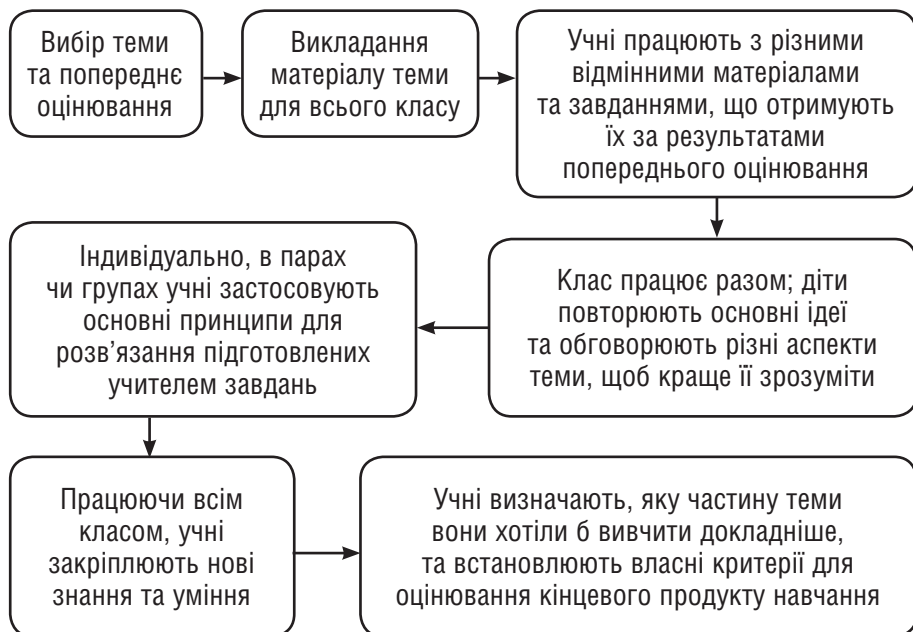 Вибір теми
та попереднє
оцінювання
Викладання
матеріалу теми
для всього класу
Учні працюють з різними
відмінними матеріалами
та завданнями, що отримують
їх за результатами
попереднього оцінювання
Клас працює разом; діти
повторюють основні ідеї
та обговорюють різні аспекти
теми, щоб краще її зрозуміти
Індивідуально, в парах
чи групах учні застосовують
основні принципи для
розв’язання підготовлених
учителем завдань
Працюючи всім
класом, учні
закріплюють нові
знання та уміння
Учні визначають, яку частину теми
вони хотіли б вивчити докладніше,
та встановлюють власні критерії для
оцінювання кінцевого продукту навчання